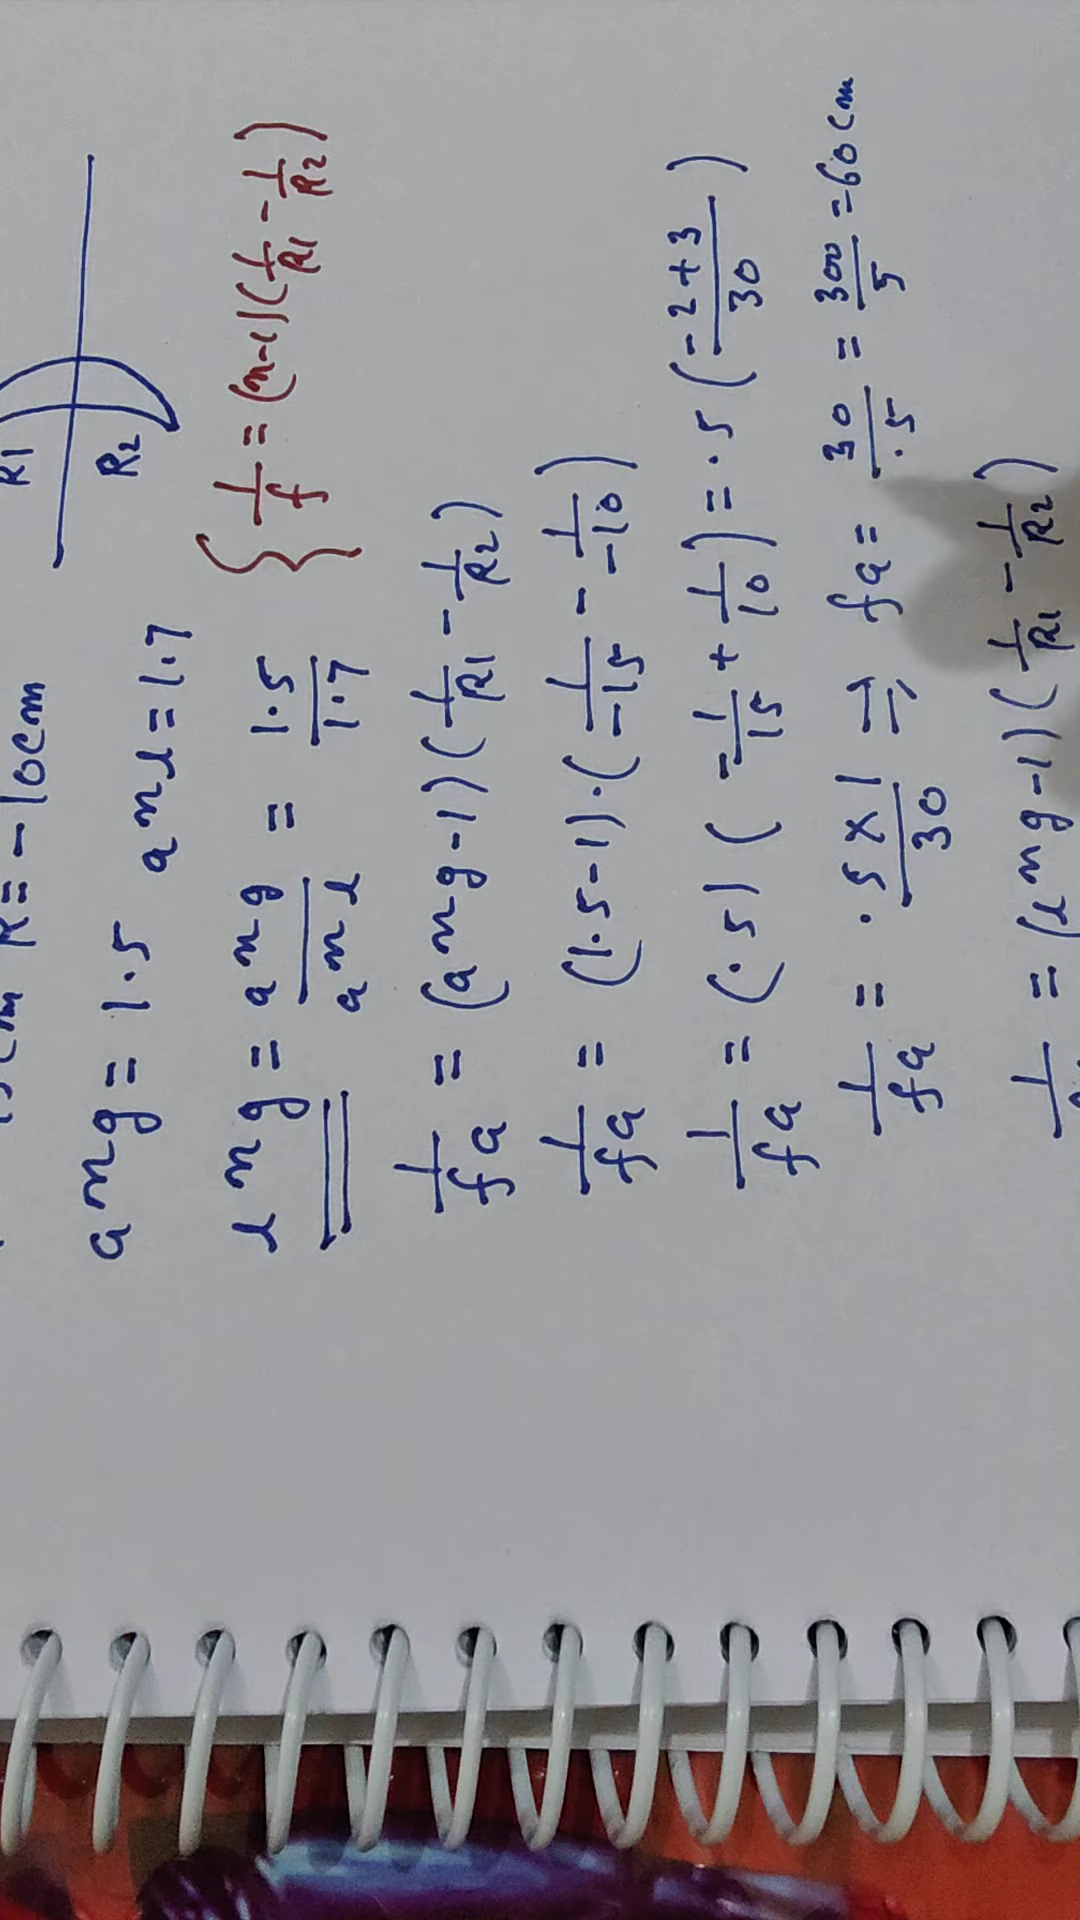 R1
R2
R = -10cm
a n g = 1.5   a n l = 1.7
l n g = a n g / a n l = 1.5 / 1.7   { 1/f = (n-1)(1/R1 - 1/R2)
1/fa = (a n g - 1)(1/R1 - 1/R2)
1/fa = (1.5-1).(1/-15 - 1/-10)
1/fa = (.5)(-1/15 + 1/10) = .5(-2+3/30)
1/fa = .5×1/30 ⇒ fa = 30/.5 = 300/5 = 60cm
= (l n g - 1)(1/R1 - 1/R2)